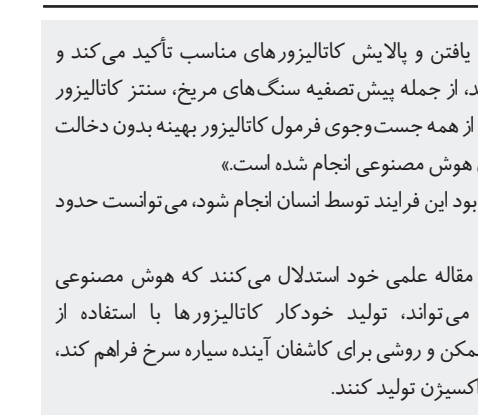 یافتن و پالایش کاتالیزورهای مناسب تأکید می‌کند و
از جمله پیش‌تصفیه سنگ‌های مریخ، سنتز کاتالیزور
از همه جست‌وجوی فرمول کاتالیزور بهینه بدون دخالت
هوش مصنوعی انجام شده است.»
بود این فرایند توسط انسان انجام شود، می‌توانست حدود
مقاله علمی خود استدلال می‌کنند که هوش مصنوعی
می‌تواند، تولید خودکار کاتالیزورها با استفاده از
و روشی برای کاشفان آینده سیاره سرخ فراهم کند،
اکسیژن تولید کنند.